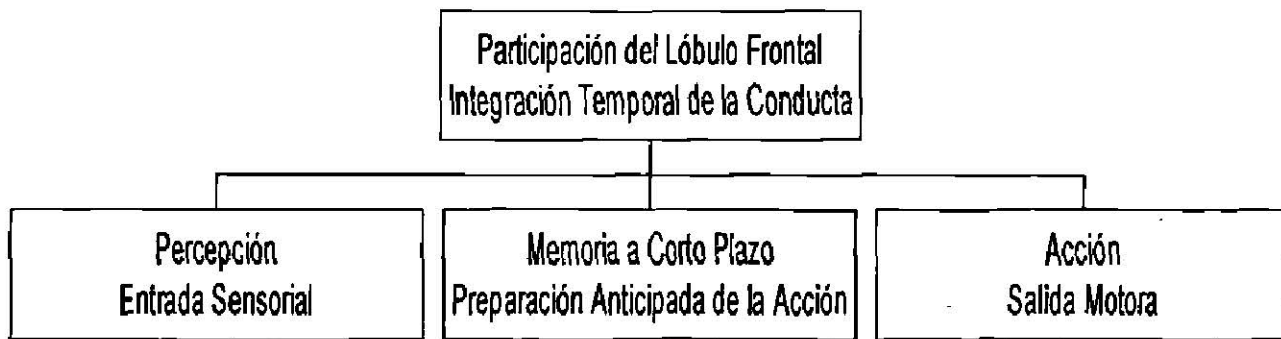 Participación del Lóbulo Frontal
Integración Temporal de la Conducta
Percepción
Entrada Sensorial
Memoria a Corto Plazo
Preparación Anticipada de la Acción
Acción
Salida Motora